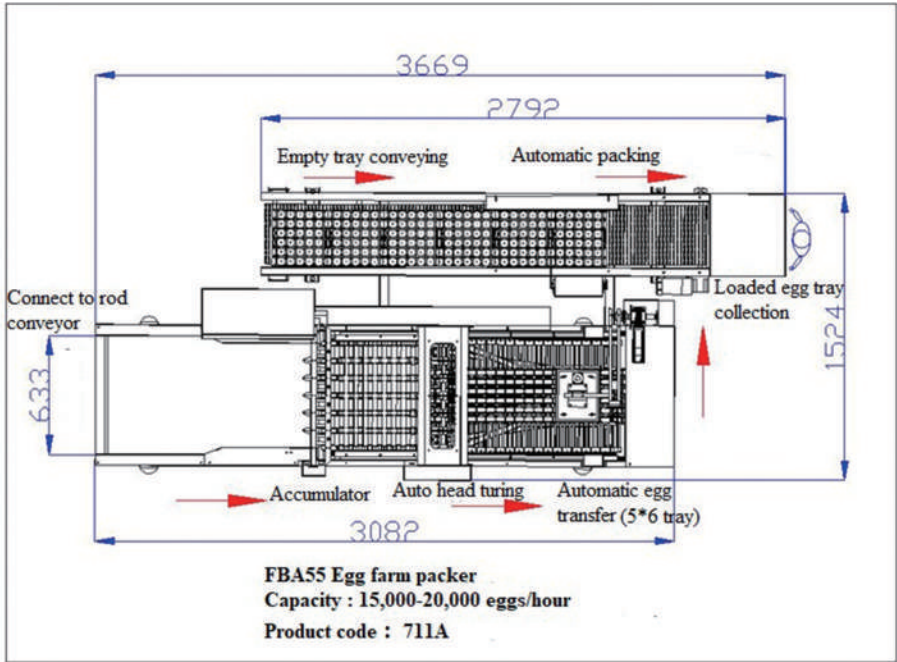 3669
2792
Empty tray conveying
Automatic packing
Connect to rod
conveyor
Loaded egg tray
collection
633
1524
Accumulator
Auto head turing
Automatic egg
transfer (5*6 tray)
3082
FBA55 Egg farm packer
Capacity : 15,000-20,000 eggs/hour
Product code : 711A